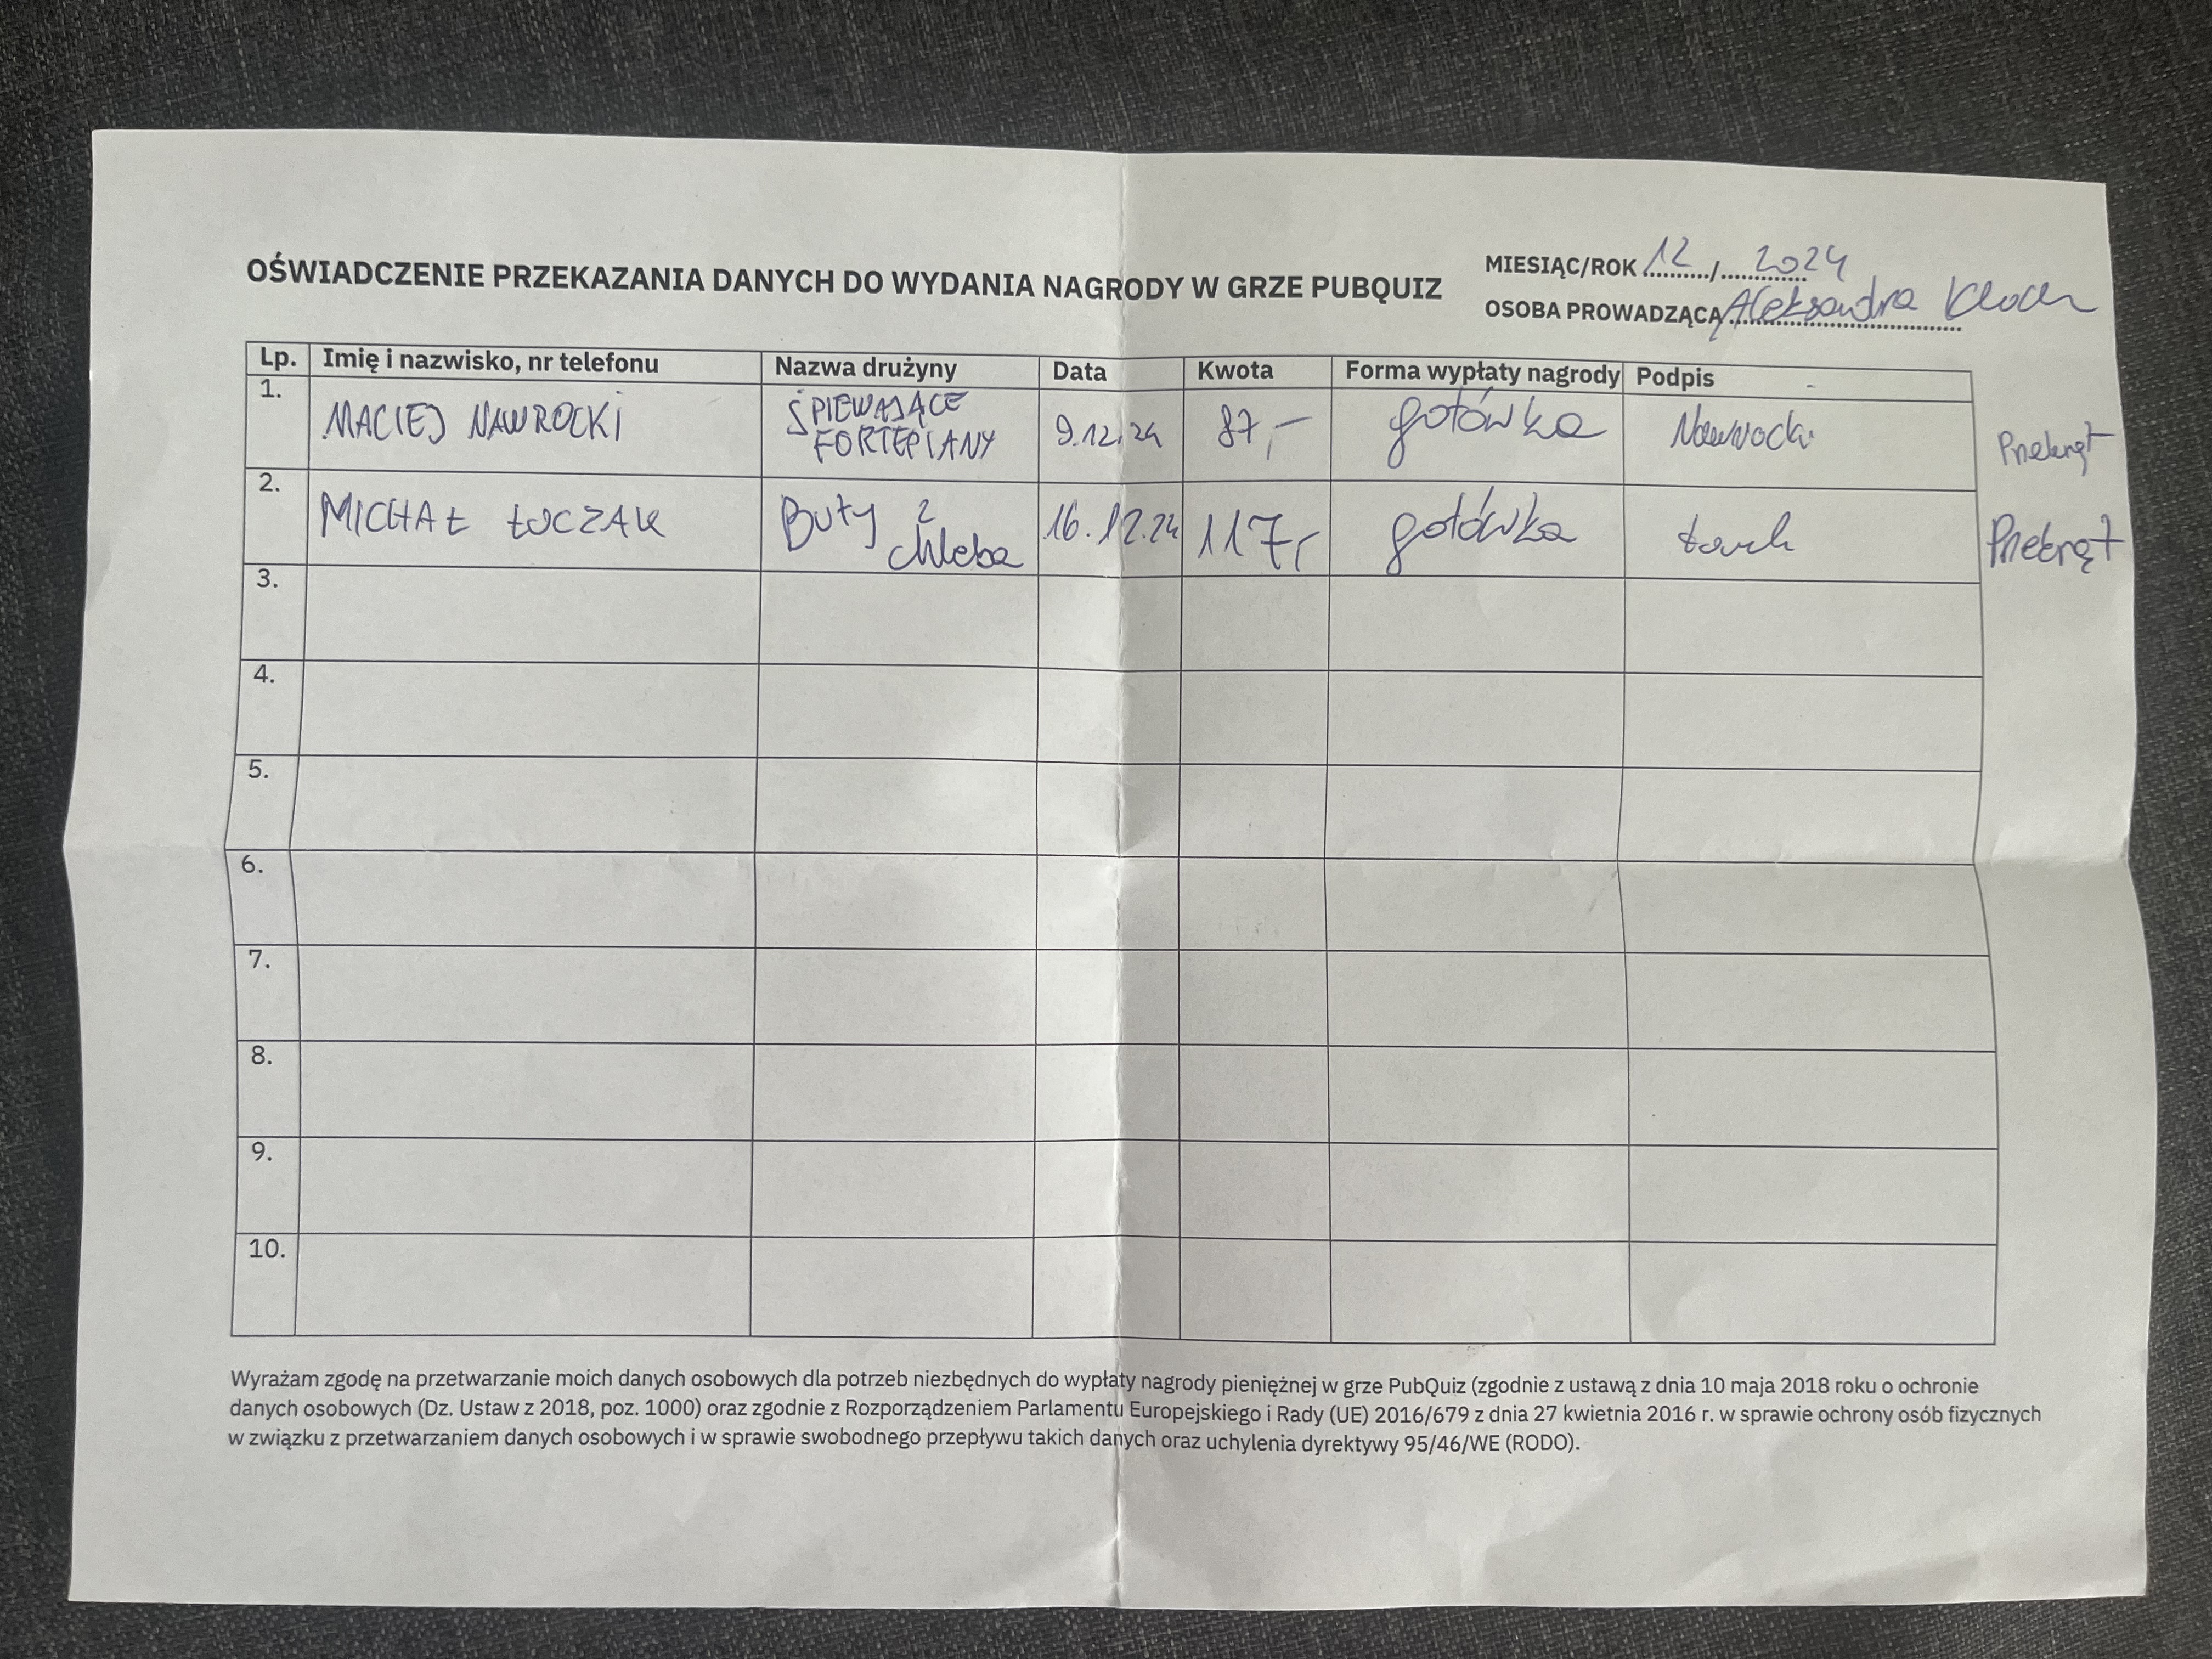 OŚWIADCZENIE PRZEKAZANIA DANYCH DO WYDANIA NAGRODY W GRZE PUBQUIZ
MIESIĄC/ROK 12 / 2024
OSOBA PROWADZĄCA Aleksandra
Lp. Imię i nazwisko, nr telefonu Nazwa drużyny Data Kwota Forma wypłaty nagrody Podpis
1. MACIEJ NAWROCKI ŚPIEWAJĄCE FORTEPIANY 9.12.24 87,- gotówka Nawrocki Przekręt
2. MICHAŁ ŁUCZAK Buty z chleba 16.12.24 117,- gotówka Przekręt
3.
4.
5.
6.
7.
8.
9.
10.
Wyrażam zgodę na przetwarzanie moich danych osobowych dla potrzeb niezbędnych do wypłaty nagrody pieniężnej w grze PubQuiz (zgodnie z ustawą z dnia 10 maja 2018 roku o ochronie
danych osobowych (Dz. Ustaw z 2018, poz. 1000) oraz zgodnie z Rozporządzeniem Parlamentu Europejskiego i Rady (UE) 2016/679 z dnia 27 kwietnia 2016 r. w sprawie ochrony osób fizycznych
w związku z przetwarzaniem danych osobowych i w sprawie swobodnego przepływu takich danych oraz uchylenia dyrektywy 95/46/WE (RODO).